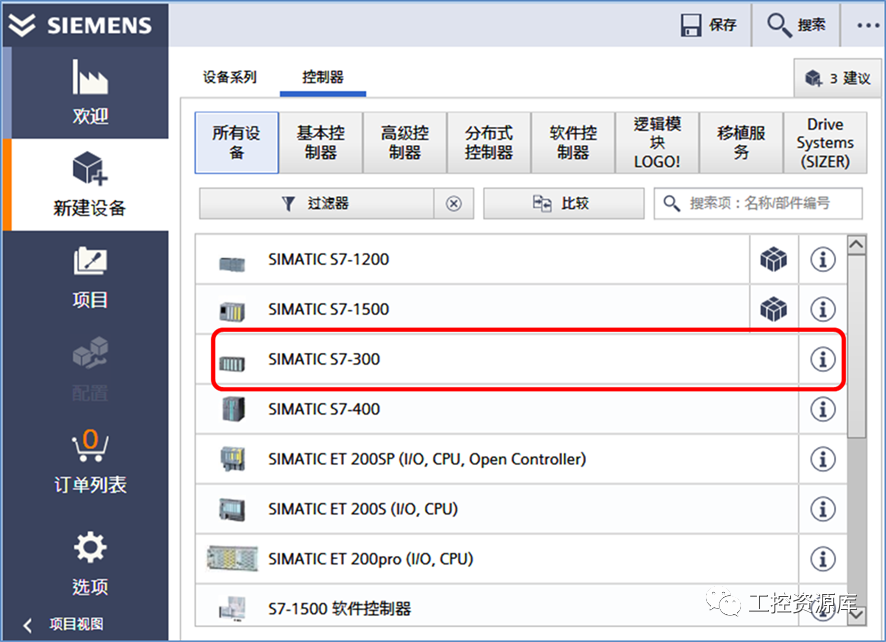 SIEMENS
保存
搜索
欢迎
新建设备
项目
配置
0
订单列表
选项
项目视图
设备系列
控制器
3 建议
所有设
备
基本控
制器
高级控
制器
分布式
控制器
软件控
制器
逻辑模
块
LOGO!
移植服
务
Drive
Systems
(SIZER)
过滤器
比较
搜索项：名称/部件编号
SIMATIC S7-1200
SIMATIC S7-1500
SIMATIC S7-300
SIMATIC S7-400
SIMATIC ET 200SP (I/O, CPU, Open Controller)
SIMATIC ET 200S (I/O, CPU)
SIMATIC ET 200pro (I/O, CPU)
S7-1500 软件控制器
工控资源库